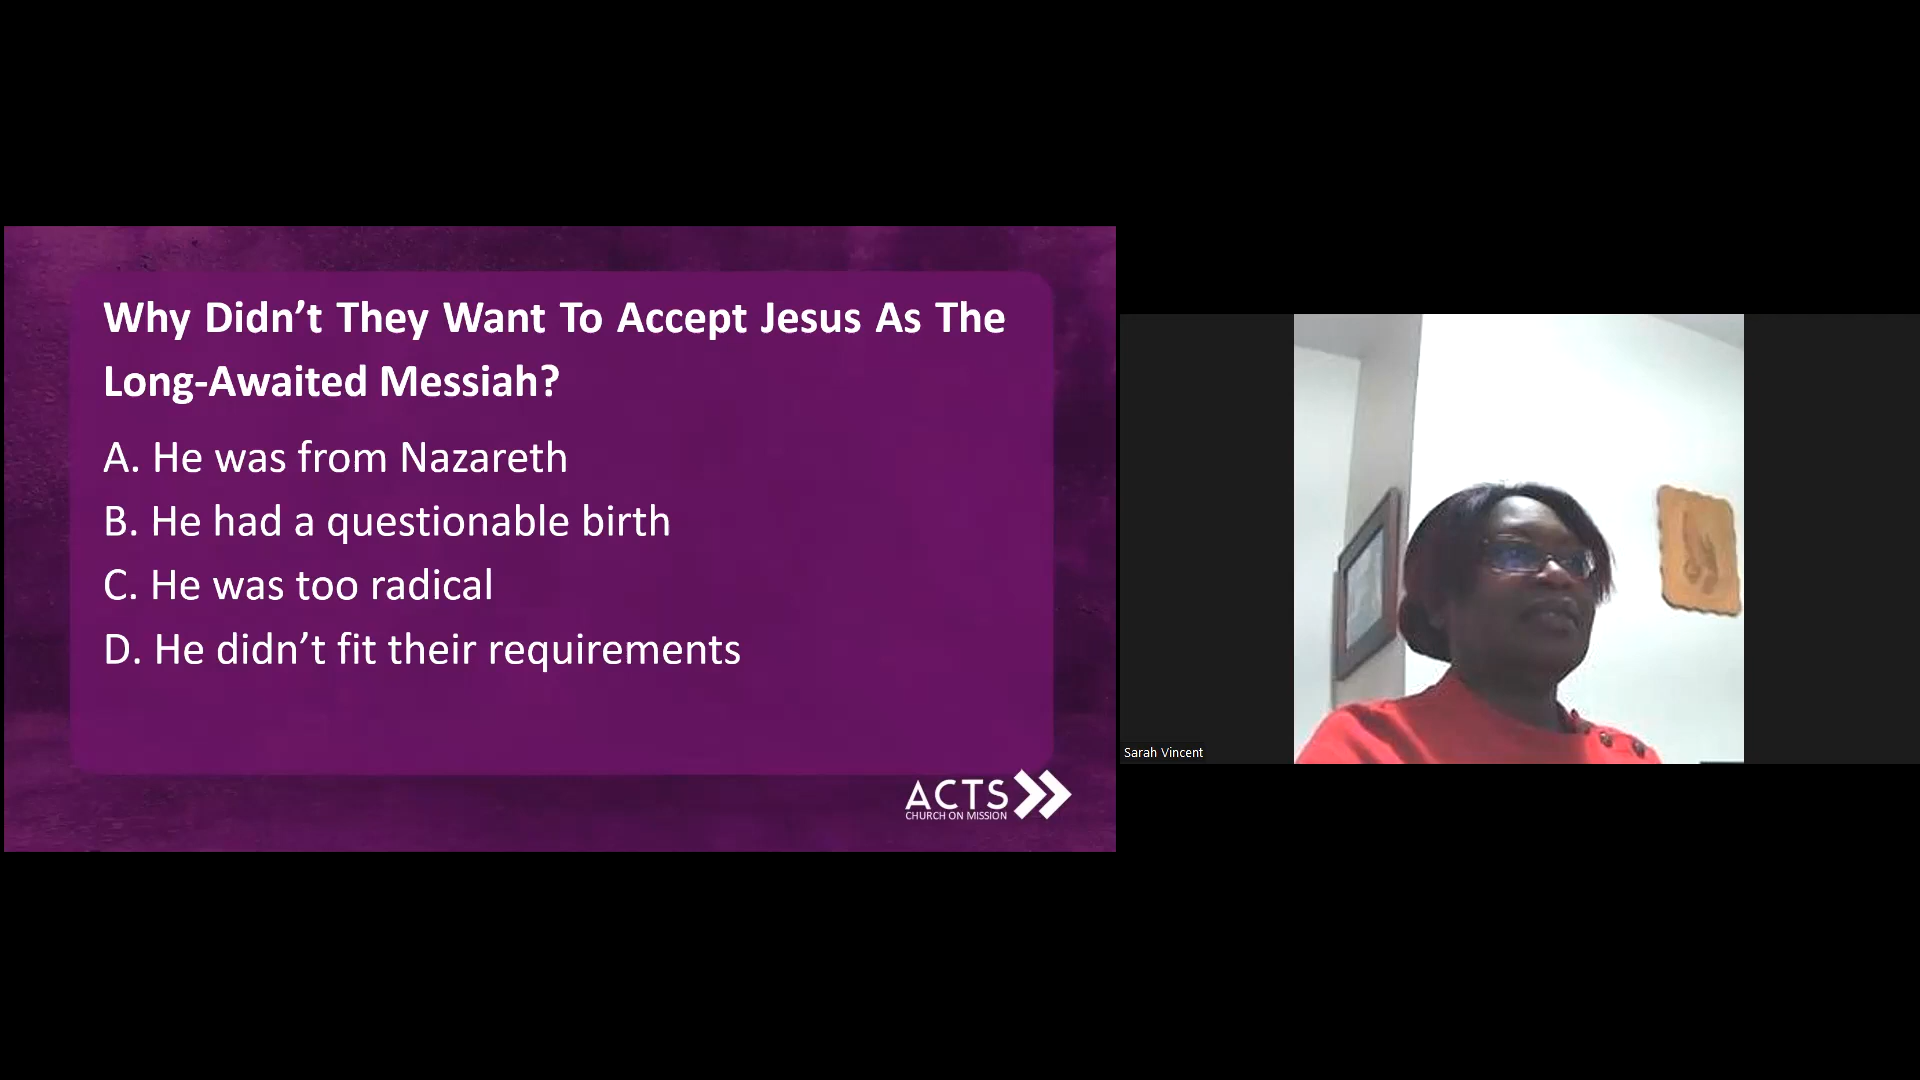 Why Didn’t They Want To Accept Jesus As The
Long-Awaited Messiah?
A. He was from Nazareth
B. He had a questionable birth
C. He was too radical
D. He didn’t fit their requirements
ACTS
CHURCH ON MISSION
Sarah Vincent